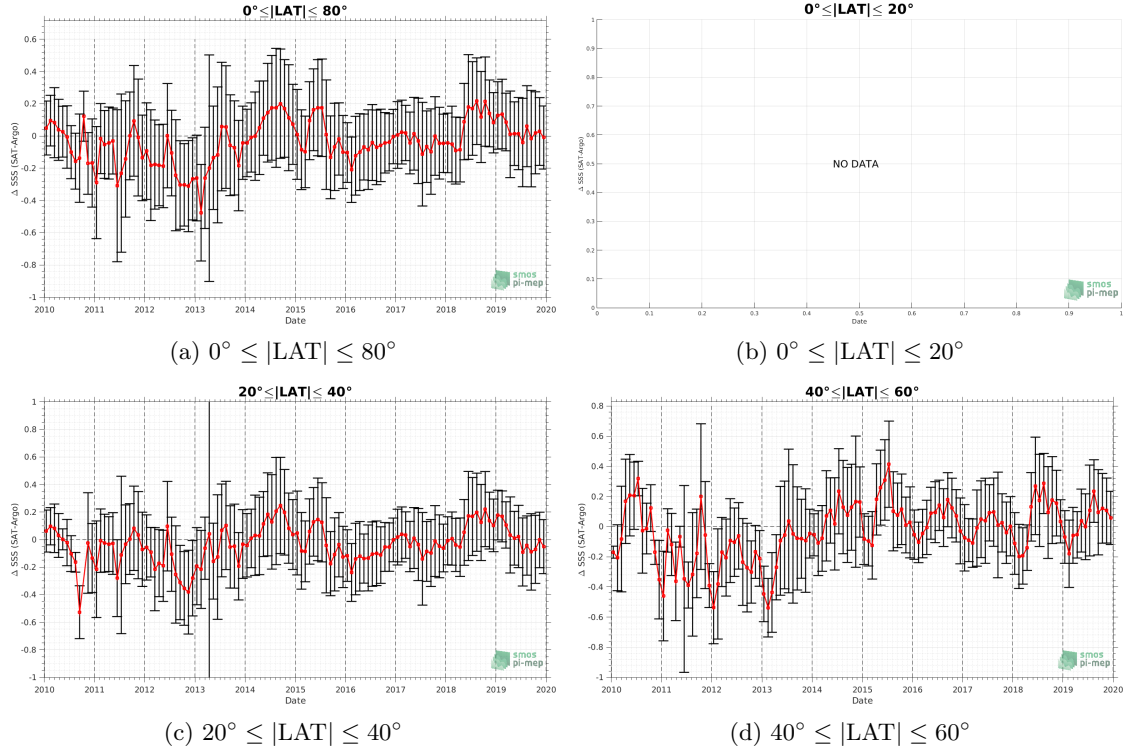 0°≤|LAT|≤ 80°
Δ SSS (SAT-Argo)
0.6
0.4
0.2
0
-0.2
-0.4
-0.6
-0.8
-1
2010 2011 2012 2013 2014 2015 2016 2017 2018 2019 2020
Date
smos
pi-mep
(a) 0° ≤ |LAT| ≤ 80°
0°≤|LAT|≤ 20°
Δ SSS (SAT-Argo)
1
0.9
0.8
0.7
0.6
0.5
0.4
0.3
0.2
0.1
0
NO DATA
0 0.1 0.2 0.3 0.4 0.5 0.6 0.7 0.8 0.9 1
Date
smos
pi-mep
(b) 0° ≤ |LAT| ≤ 20°
20°≤|LAT|≤ 40°
Δ SSS (SAT-Argo)
1
0.8
0.6
0.4
0.2
0
-0.2
-0.4
-0.6
-0.8
-1
2010 2011 2012 2013 2014 2015 2016 2017 2018 2019 2020
Date
smos
pi-mep
(c) 20° ≤ |LAT| ≤ 40°
40°≤|LAT|≤ 60°
Δ SSS (SAT-Argo)
0.8
0.6
0.4
0.2
0
-0.2
-0.4
-0.6
-0.8
-1
2010 2011 2012 2013 2014 2015 2016 2017 2018 2019 2020
Date
smos
pi-mep
(d) 40° ≤ |LAT| ≤ 60°